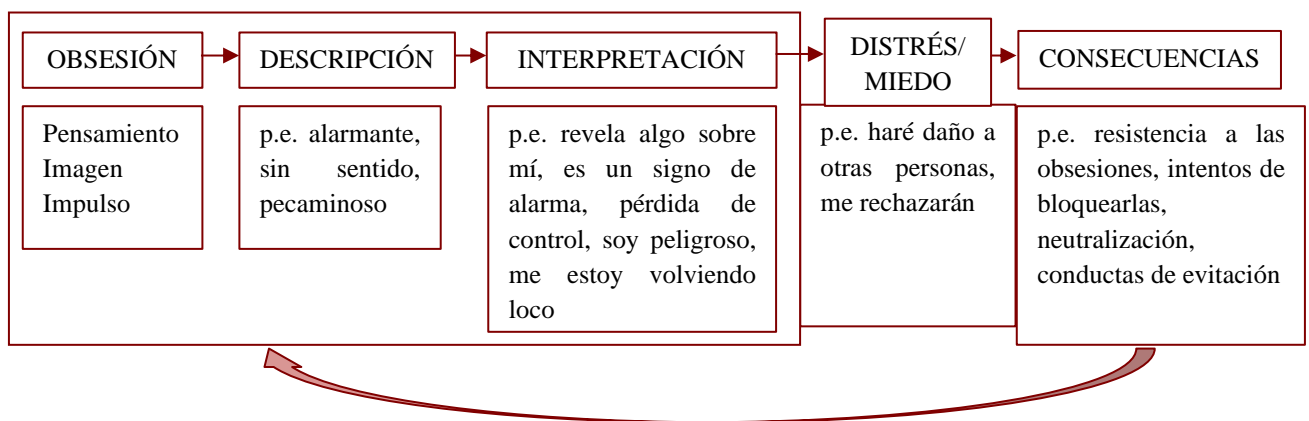 OBSESIÓN
DESCRIPCIÓN
INTERPRETACIÓN
DISTRÉS/
MIEDO
CONSECUENCIAS
Pensamiento
Imagen
Impulso
p.e. alarmante,
sin sentido,
pecaminoso
p.e. revela algo sobre
mí, es un signo de
alarma, pérdida de
control, soy peligroso,
me estoy volviendo
loco
p.e. haré daño a
otras personas,
me rechazarán
p.e. resistencia a las
obsesiones, intentos de
bloquearlas,
neutralización,
conductas de evitación